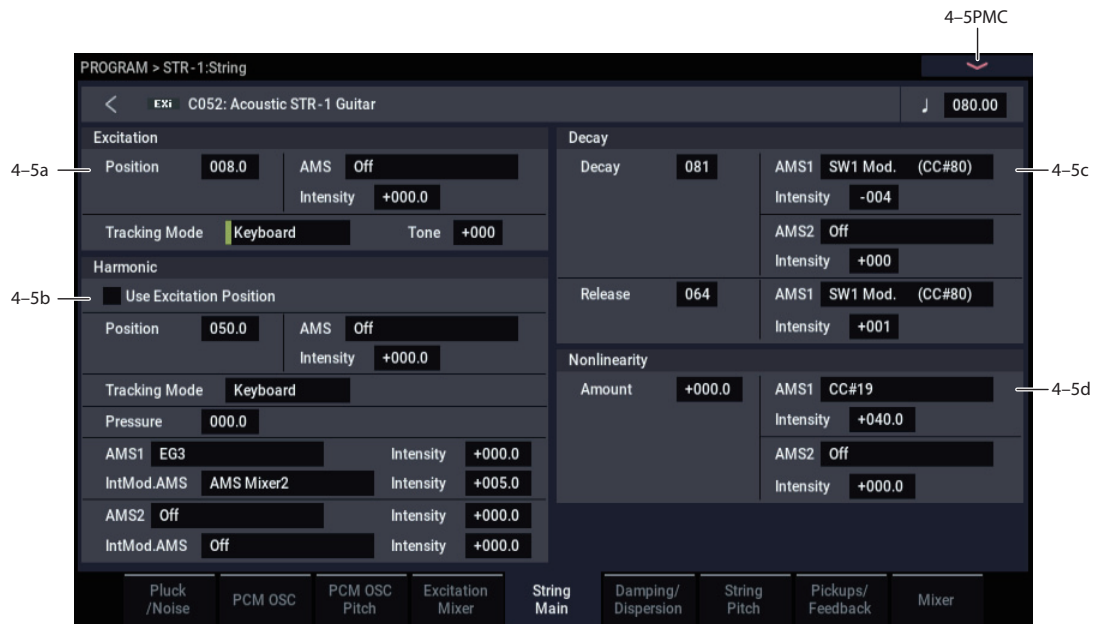 4–5PMC
PROGRAM > STR-1:String
EXi C052: Acoustic STR-1 Guitar
♩ 080.00
Excitation
4–5a
Position 008.0 AMS Off
Intensity +000.0
Tracking Mode Keyboard Tone +000
Harmonic
4–5b
Use Excitation Position
Position 050.0 AMS Off
Intensity +000.0
Tracking Mode Keyboard
Pressure 000.0
AMS1 EG3 Intensity +000.0
IntMod.AMS AMS Mixer2 Intensity +005.0
AMS2 Off Intensity +000.0
IntMod.AMS Off Intensity +000.0
Decay
Decay 081 AMS1 SW1 Mod. (CC#80)
4–5c
Intensity -004
AMS2 Off
Intensity +000
Release 064 AMS1 SW1 Mod. (CC#80)
Intensity +001
Nonlinearity
Amount +000.0 AMS1 CC#19
4–5d
Intensity +040.0
AMS2 Off
Intensity +000.0
Pluck
/Noise
PCM OSC
PCM OSC
Pitch
Excitation
Mixer
String
Main
Damping/
Dispersion
String
Pitch
Pickups/
Feedback
Mixer